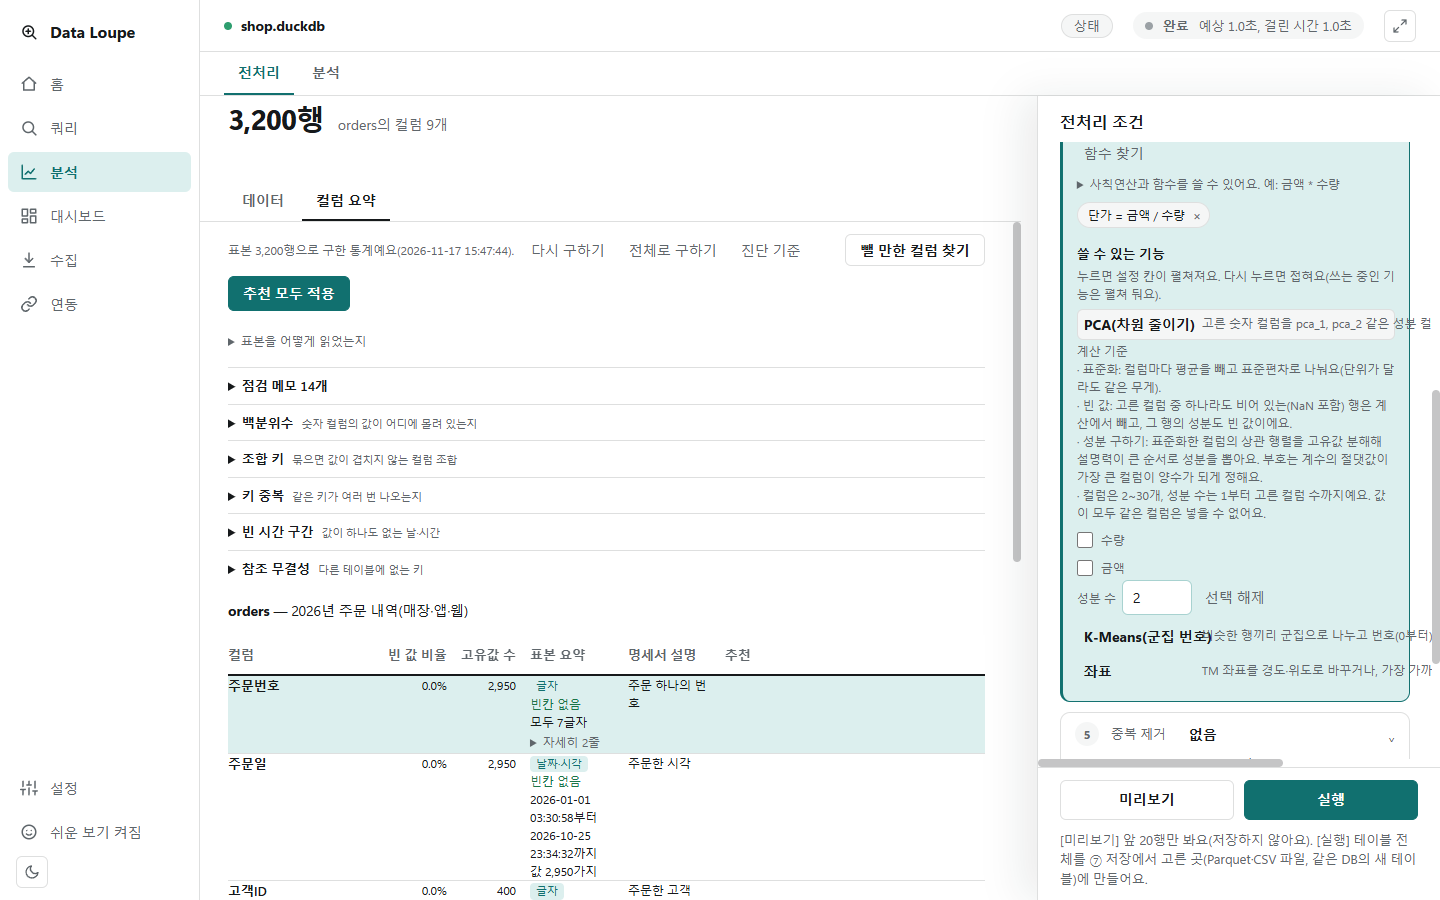 Data Loupe
홈
쿼리
분석
대시보드
수집
연동
설정
쉬운 보기 켜짐
shop.duckdb
상태
완료 예상 1.0초, 걸린 시간 1.0초
전처리
분석
3,200행 orders의 컬럼 9개
데이터
컬럼 요약
표본 3,200행으로 구한 통계예요(2026-11-17 15:47:44).
다시 구하기
전체로 구하기
진단 기준
뺄 만한 컬럼 찾기
추천 모두 적용
▶ 표본을 어떻게 읽었는지
▶ 점검 메모 14개
▶ 백분위수 숫자 컬럼의 값이 어디에 몰려 있는지
▶ 조합 키 묶으면 값이 겹치지 않는 컬럼 조합
▶ 키 중복 같은 키가 여러 번 나오는지
▶ 빈 시간 구간 값이 하나도 없는 날·시간
▶ 참조 무결성 다른 테이블에 없는 키
orders — 2026년 주문 내역(매장·앱·웹)
컬럼 빈 값 비율 고유값 수 표본 요약 명세서 설명 추천
주문번호 0.0% 2,950 글자
빈칸 없음
모두 7글자
▶ 자세히 2줄
주문 하나의 번
호
주문일 0.0% 2,950 날짜·시각
빈칸 없음
2026-01-01
03:30:58부터
2026-10-25
23:34:32까지
값 2,950가지
주문한 시각
고객ID 0.0% 400 글자 주문한 고객
전처리 조건
함수 찾기
▶ 사칙연산과 함수를 쓸 수 있어요. 예: 금액 * 수량
단가 = 금액 / 수량 ×
쓸 수 있는 기능
누르면 설정 칸이 펼쳐져요. 다시 누르면 접혀요(쓰는 중인 기
능은 펼쳐 둬요).
PCA(차원 줄이기) 고른 숫자 컬럼을 pca_1, pca_2 같은 성분 컬
계산 기준
· 표준화: 컬럼마다 평균을 빼고 표준편차로 나눠요(단위가 달
라도 같은 무게).
· 빈 값: 고른 컬럼 중 하나라도 비어 있는(NaN 포함) 행은 계
산에서 빼고, 그 행의 성분도 빈 값이에요.
· 성분 구하기: 표준화한 컬럼의 상관 행렬을 고유값 분해해
설명력이 큰 순서로 성분을 뽑아요. 부호는 계수의 절댓값이
가장 큰 컬럼이 양수가 되게 정해요.
· 컬럼은 2~30개, 성분 수는 1부터 고른 컬럼 수까지예요. 값
이 모두 같은 컬럼은 넣을 수 없어요.
수량
금액
성분 수 2 선택 해제
K-Means(군집 번호) 비슷한 행끼리 군집으로 나누고 번호(0부터)
좌표 TM 좌표를 경도·위도로 바꾸거나, 가장 가까
5 중복 제거 없음
미리보기
실행
[미리보기] 앞 20행만 봐요(저장하지 않아요). [실행] 테이블 전
체를 ⑦ 저장에서 고른 곳(Parquet·CSV 파일, 같은 DB의 새 테이
블)에 만들어요.